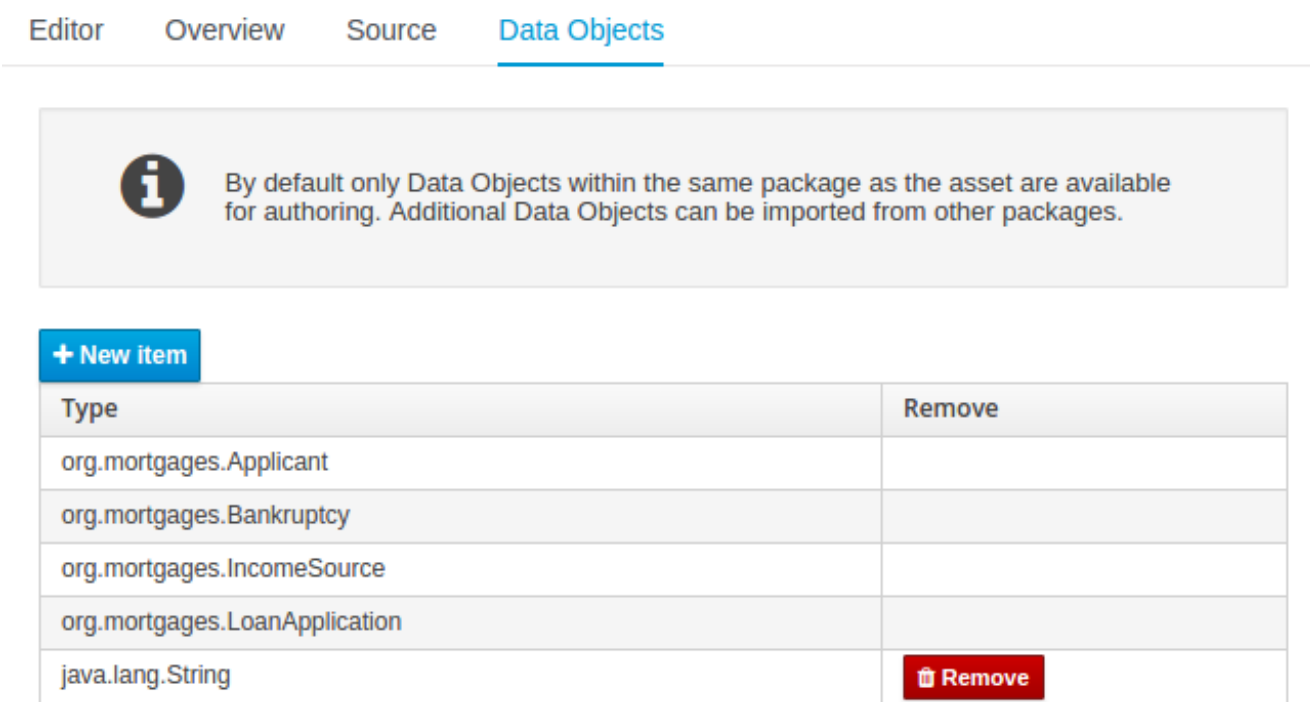 Editor Overview Source Data Objects
By default only Data Objects within the same package as the asset are available
for authoring. Additional Data Objects can be imported from other packages.
+ New item
Type Remove
org.mortgages.Applicant
org.mortgages.Bankruptcy
org.mortgages.IncomeSource
org.mortgages.LoanApplication
java.lang.String Remove